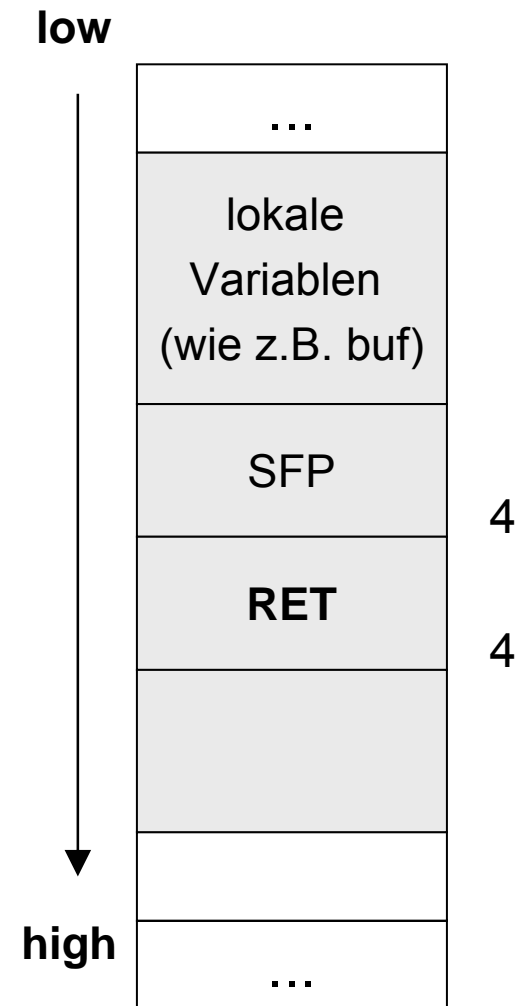 low
...
lokale
Variablen
(wie z.B. buf)
SFP
4
RET
4
high
...